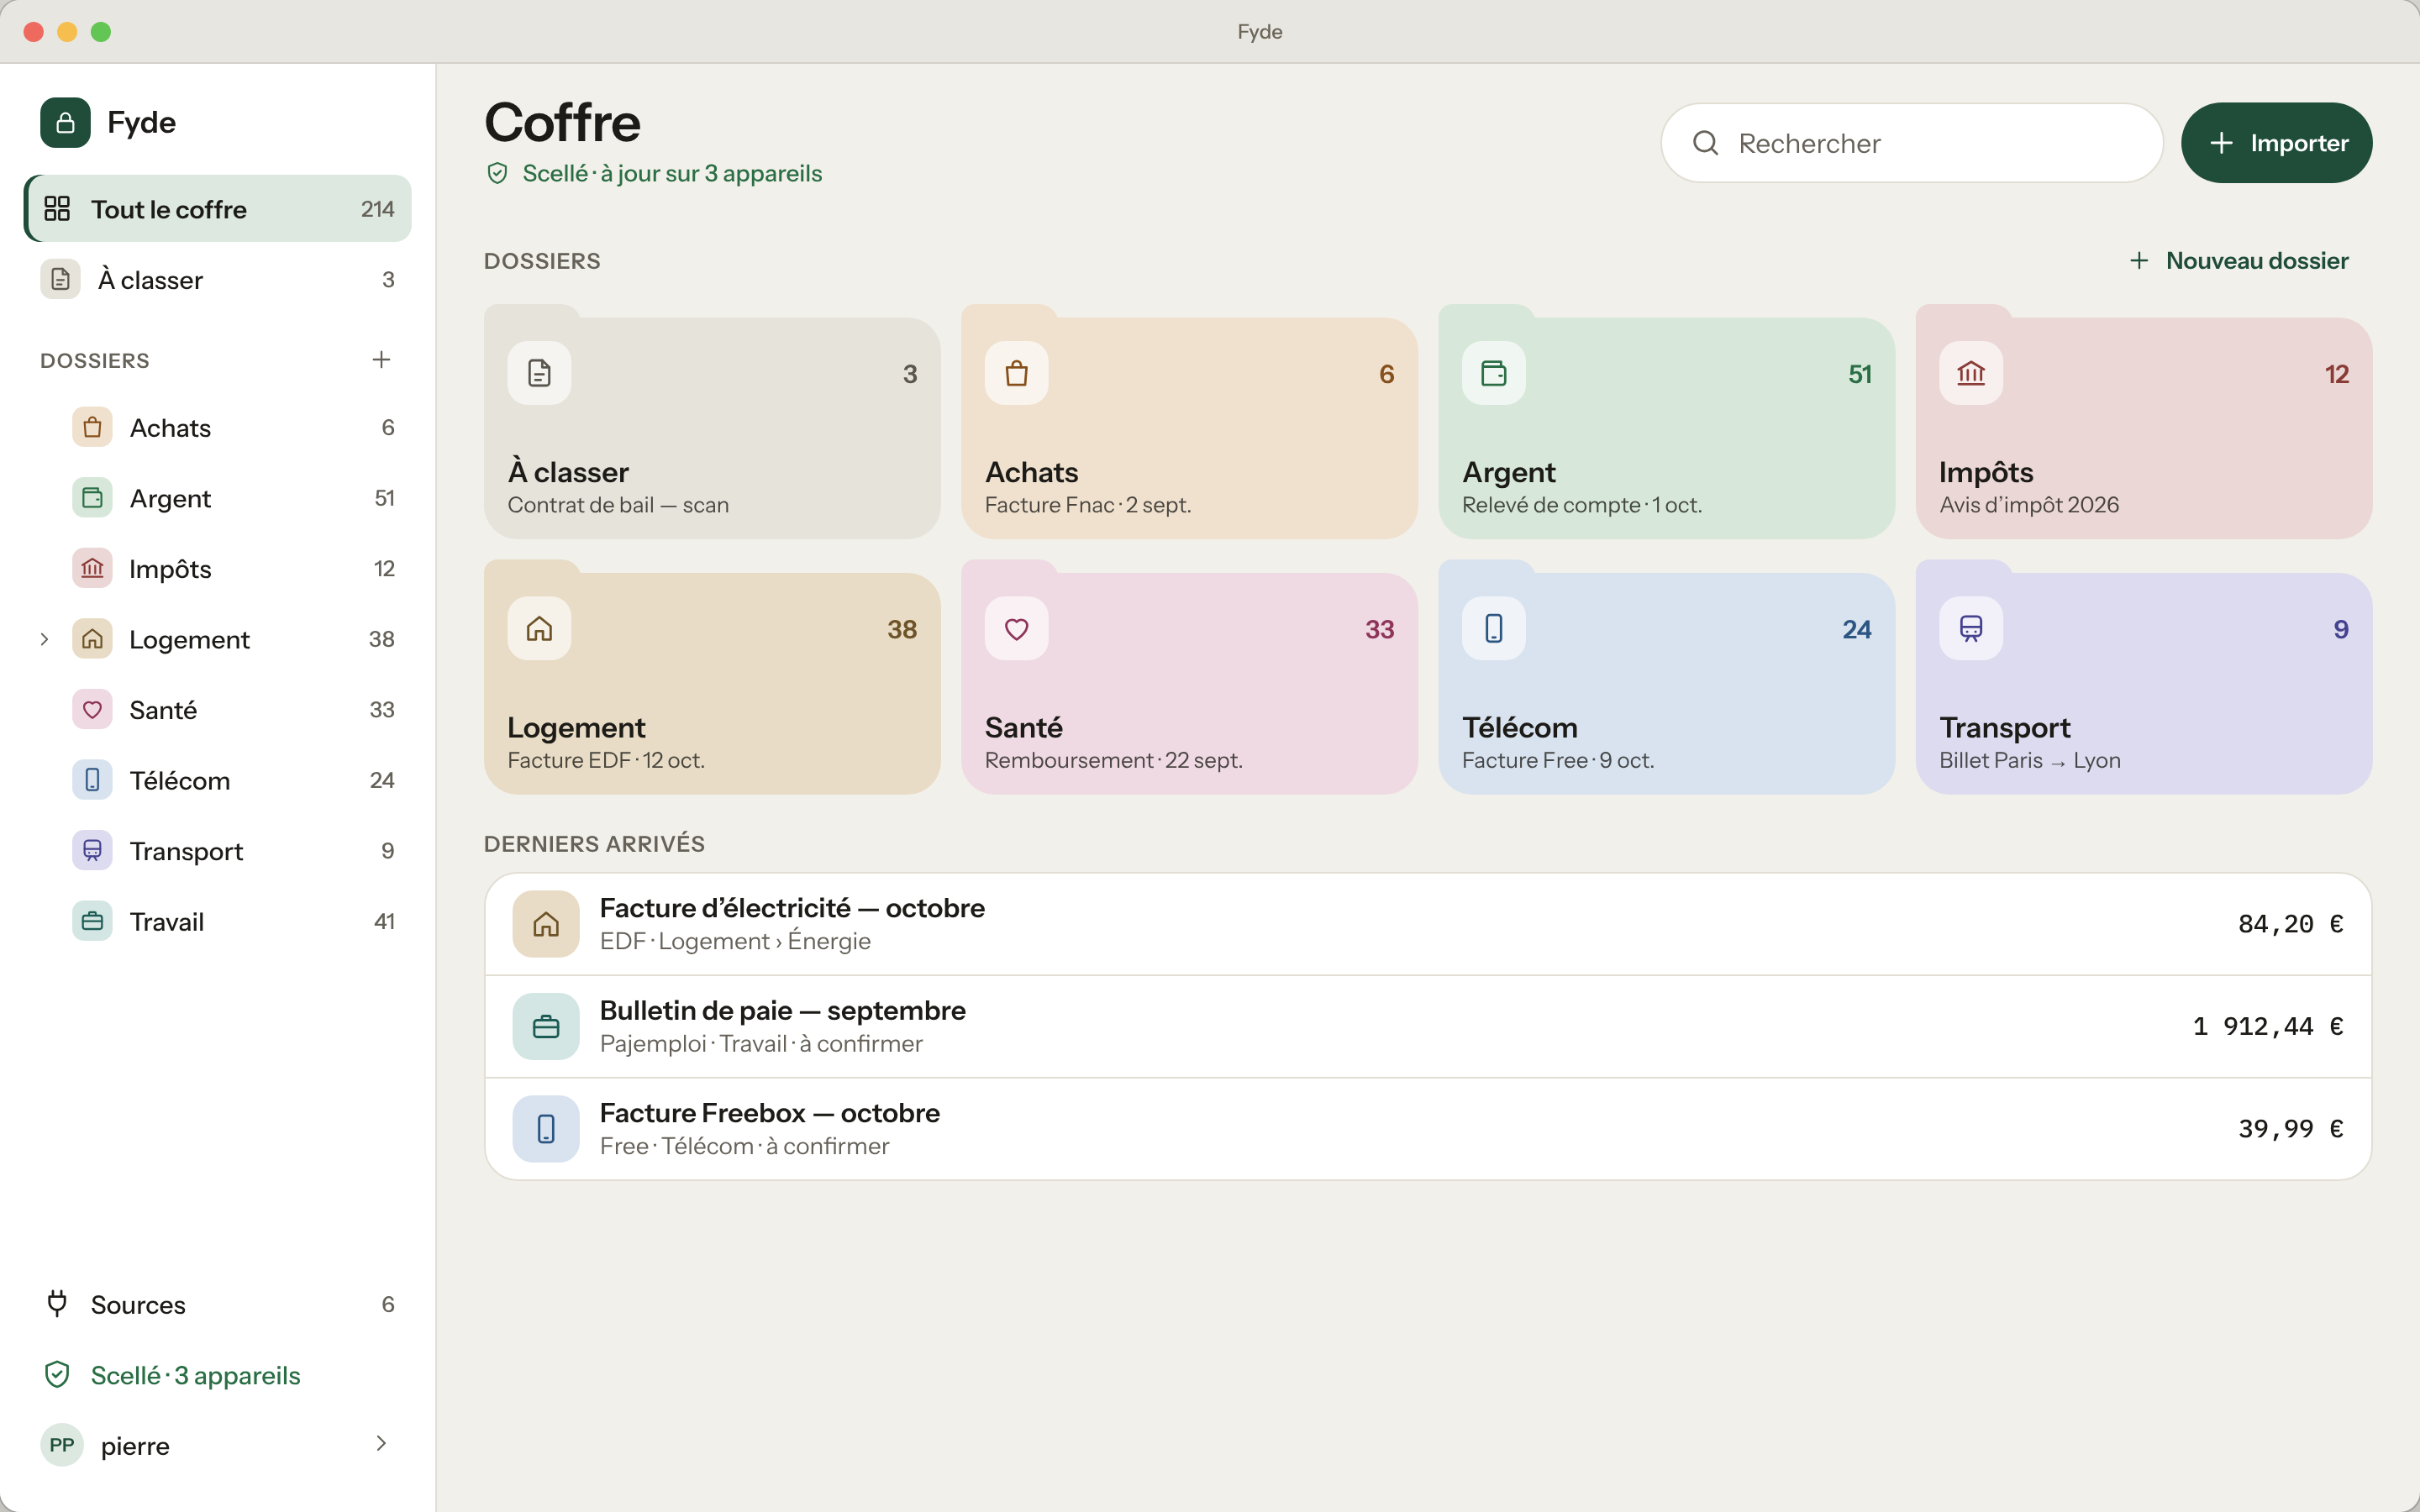 Fyde
Fyde
Tout le coffre 214
À classer 3
DOSSIERS
Achats 6
Argent 51
Impôts 12
Logement 38
Santé 33
Télécom 24
Transport 9
Travail 41
Sources 6
Scellé · 3 appareils
PP pierre
Coffre
Scellé · à jour sur 3 appareils
Rechercher
Importer
DOSSIERS
Nouveau dossier
3
À classer
Contrat de bail — scan
6
Achats
Facture Fnac · 2 sept.
51
Argent
Relevé de compte · 1 oct.
12
Impôts
Avis d’impôt 2026
38
Logement
Facture EDF · 12 oct.
33
Santé
Remboursement · 22 sept.
24
Télécom
Facture Free · 9 oct.
9
Transport
Billet Paris → Lyon
DERNIERS ARRIVÉS
Facture d’électricité — octobre
EDF · Logement › Énergie
84,20 €
Bulletin de paie — septembre
Pajemploi · Travail · à confirmer
1 912,44 €
Facture Freebox — octobre
Free · Télécom · à confirmer
39,99 €